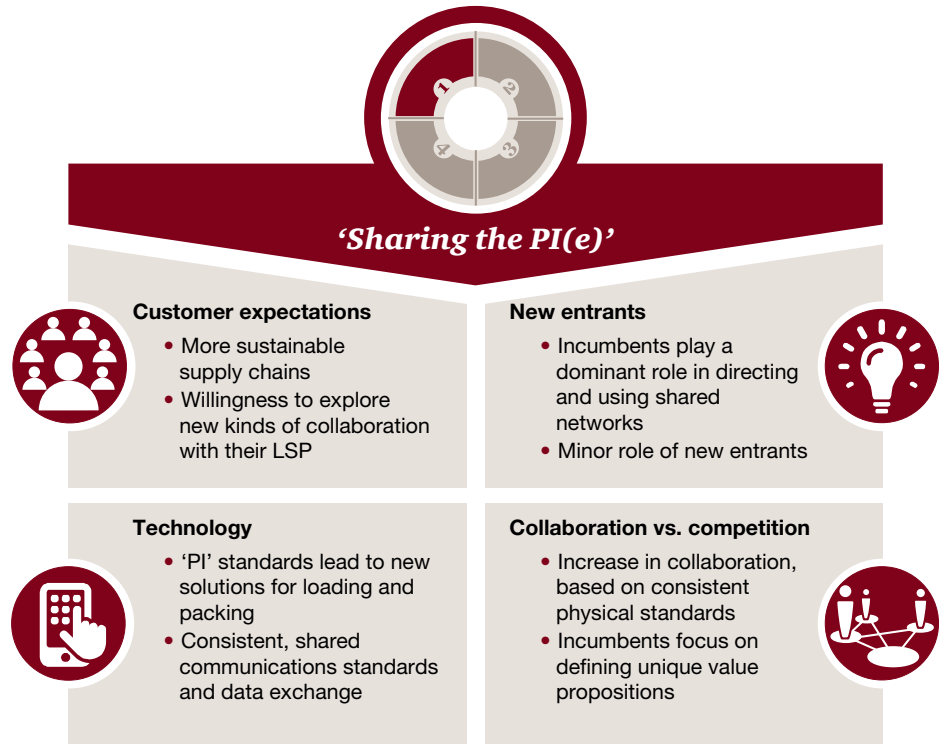 1
2
4
3
‘Sharing the PI(e)’
Customer expectations
• More sustainable
supply chains
• Willingness to explore
new kinds of collaboration
with their LSP
New entrants
• Incumbents play a
dominant role in directing
and using shared
networks
• Minor role of new entrants
Technology
• ‘PI’ standards lead to new
solutions for loading and
packing
• Consistent, shared
communications standards
and data exchange
Collaboration vs. competition
• Increase in collaboration,
based on consistent
physical standards
• Incumbents focus on
defining unique value
propositions